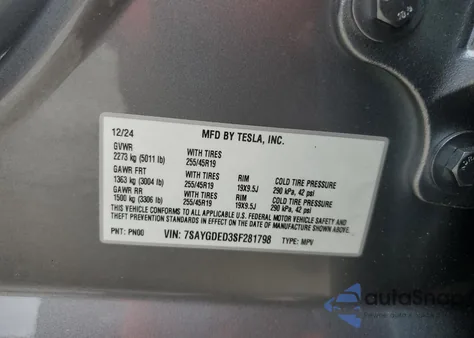 12/24 MFD BY TESLA, INC.
GVWR WITH TIRES
2273 kg (5011 lb) 255/45R19
GAWR FRT WITH TIRES RIM COLD TIRE PRESSURE
1363 kg (3004 lb) 255/45R19 19X9.5J 290 kPa, 42 psi
GAWR RR WITH TIRES RIM COLD TIRE PRESSURE
1500 kg (3306 lb) 255/45R19 19X9.5J 290 kPa, 42 psi
THIS VEHICLE CONFORMS TO ALL APPLICABLE U.S. FEDERAL MOTOR VEHICLE SAFETY AND
THEFT PREVENTION STANDARDS IN EFFECT ON THE DATE OF MANUFACTURE SHOWN ABOVE.
PNT: PN00 VIN: 7SAYGDED3SF281798 TYPE: MPV
autoSnap